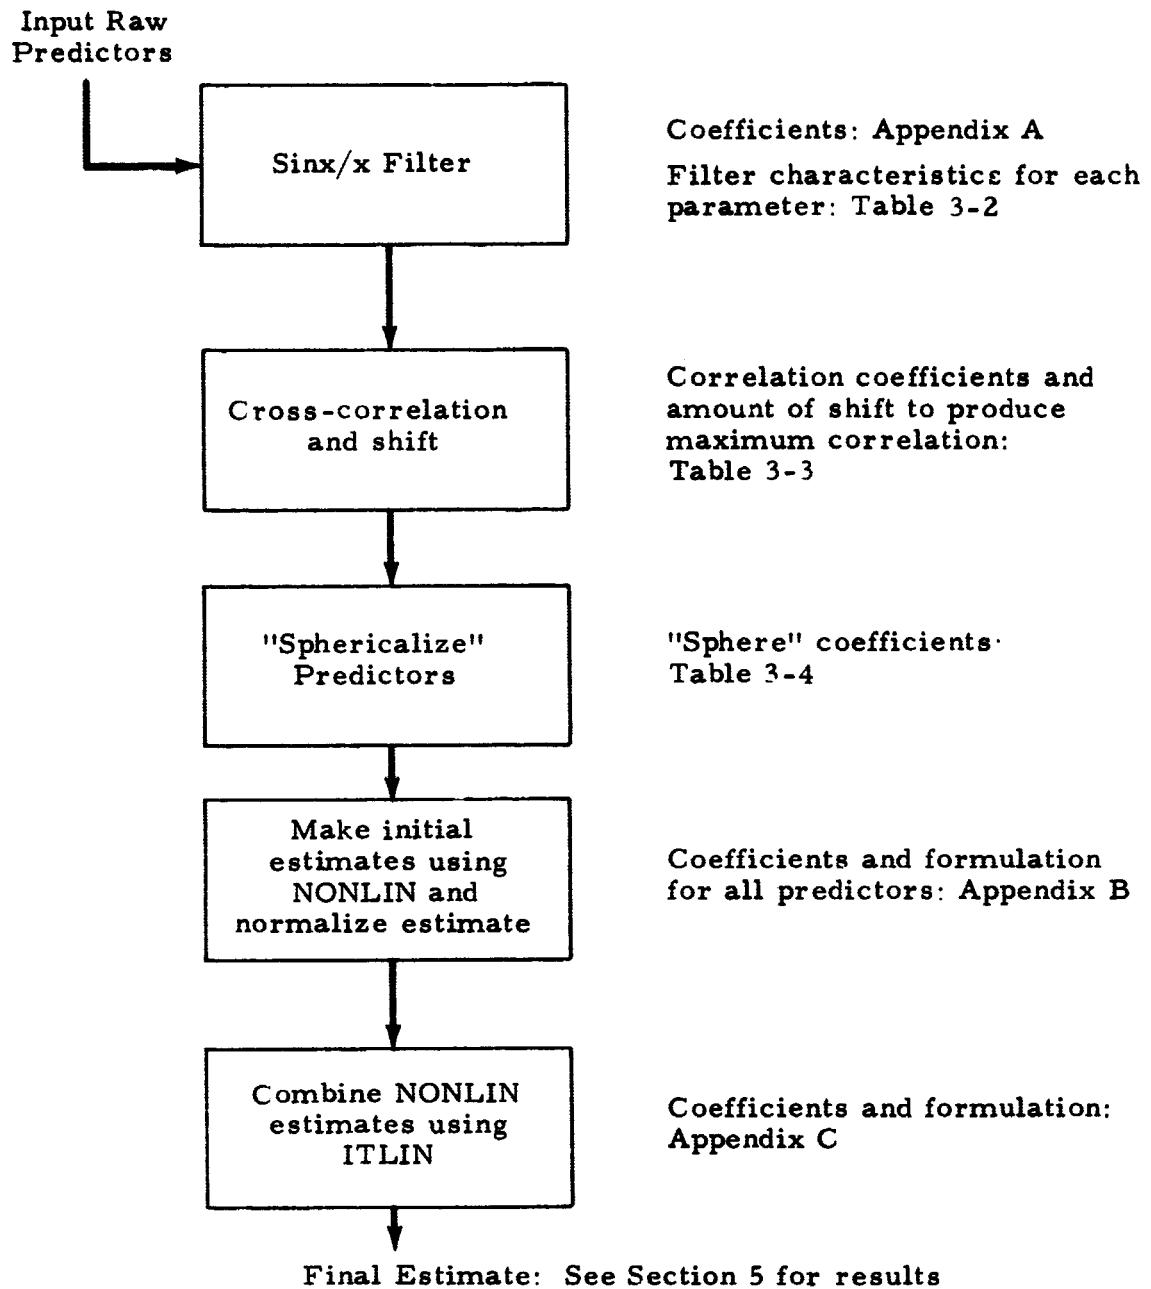 Input Raw
Predictors
Sinx/x Filter
Coefficients: Appendix A
Filter characteristics for each
parameter: Table 3-2
Cross-correlation
and shift
Correlation coefficients and
amount of shift to produce
maximum correlation:
Table 3-3
"Sphericalize"
Predictors
"Sphere" coefficients·
Table 3-4
Make initial
estimates using
NONLIN and
normalize estimate
Coefficients and formulation
for all predictors: Appendix B
Combine NONLIN
estimates using
ITLIN
Coefficients and formulation:
Appendix C
Final Estimate: See Section 5 for results